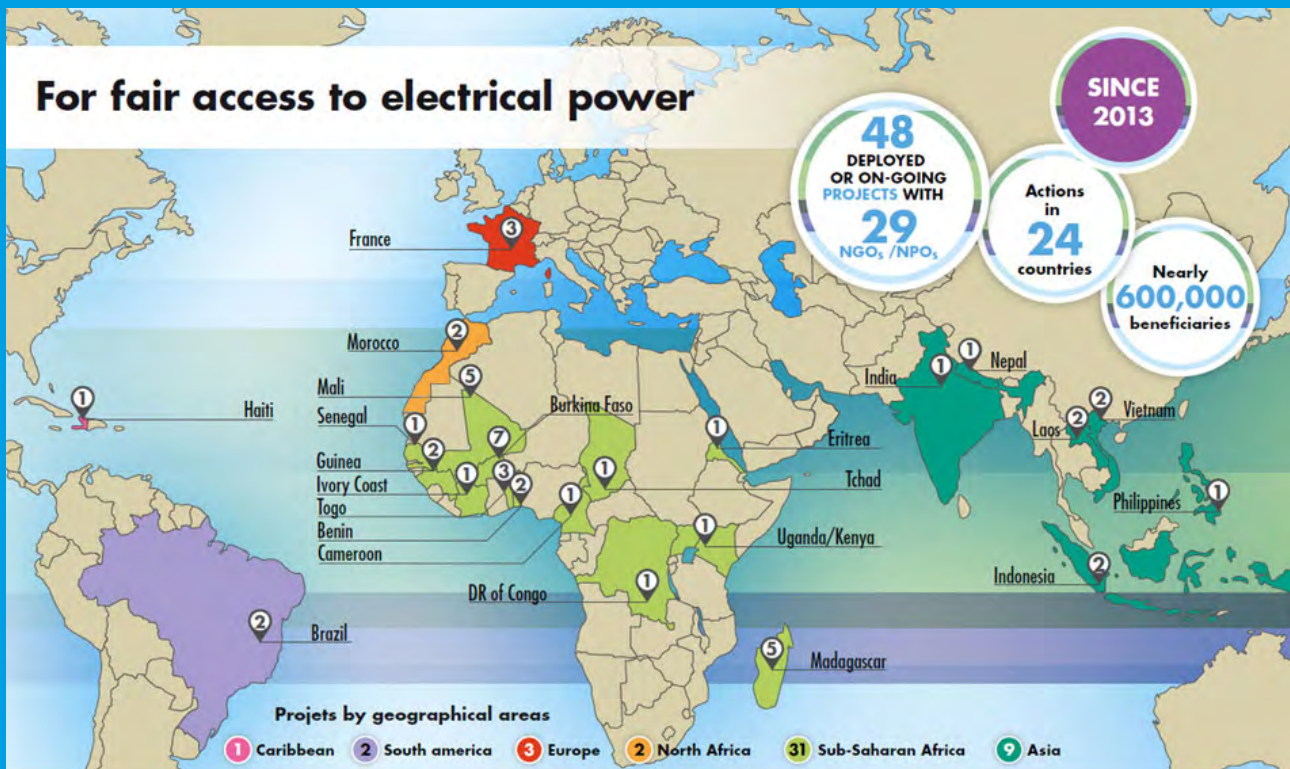 For fair access to electrical power
SINCE
2013
48
DEPLOYED
OR ON-GOING
PROJECTS WITH
29
NGOs /NPOs
Actions
in
24
countries
Nearly
600,000
beneficiaries
France
3
Morocco
2
Mali
5
Senegal
1
Burkina Faso
7
Guinea
2
Ivory Coast
1
Togo
3
Benin
2
Cameroon
1
Haiti
1
Eritrea
1
Tchad
1
Uganda/Kenya
1
DR of Congo
1
Madagascar
5
Brazil
2
India
1
Nepal
1
Laos
2
Vietnam
2
Philippines
1
Indonesia
2
Projets by geographical areas
1 Caribbean 2 South america 3 Europe 2 North Africa 31 Sub-Saharan Africa 9 Asia